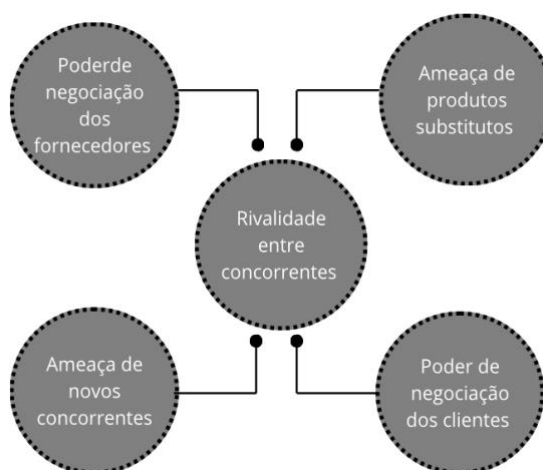 Poderde
negociação
dos
fornecedores
Ameaça de
produtos
substitutos
Rivalidade
entre
concorrentes
Ameaça de
novos
concorrentes
Poder de
negociação
dos clientes